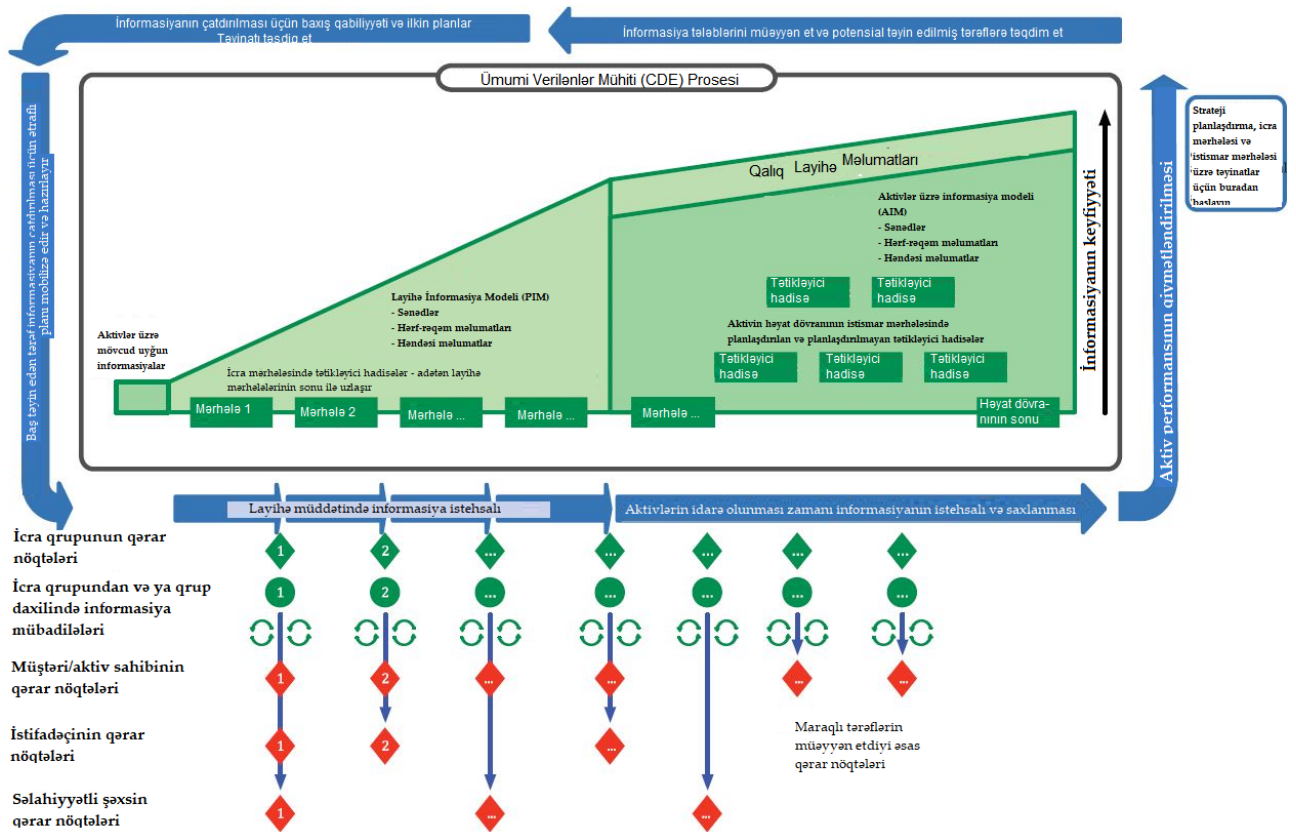 İnformasiyanın çatdırılması üçün baxış qabiliyyəti və ilkin planlar
Təyinatı təsdiq et
İnformasiya tələblərini müəyyən et və potensial təyin edilmiş tərəflərə təqdim et
Baş təyin edən tərəf informasiyanın çatdırılması üçün ətraflı
planı mobilizə edir və hazırlayır
Ümumi Verilənlər Mühiti (CDE) Prosesi
Qalıq Layihə Məlumatları
Aktivlər üzrə informasiya modeli
(AIM)
- Sənədlər
- Hərf-rəqəm məlumatları
- Həndəsi məlumatlar
Tətikləyici
hadisə
Tətikləyici
hadisə
Aktivin həyat dövranının istismar mərhələsində
planlaşdırılan və planlaşdırılmayan tətikləyici hadisələr
Tətikləyici
hadisə
Tətikləyici
hadisə
Tətikləyici
hadisə
Layihə İnformasiya Modeli (PIM)
- Sənədlər
- Hərf-rəqəm məlumatları
- Həndəsi məlumatlar
Aktivlər üzrə
mövcud uyğun
informasiyalar
İcra mərhələsində tətikləyici hadisələr - adətən layihə
mərhələlərinin sonu ilə uzlaşır
Mərhələ 1
Mərhələ 2
Mərhələ ...
Mərhələ ...
Mərhələ ...
Həyat dövra-
nının sonu
İnformasiyanın keyfiyyəti
Aktiv performansının qiymətləndirilməsi
Strateji
planlaşdırma, icra
mərhələsi və
istismar mərhələsi
üzrə təyinatlar
üçün buradan
başlayın
Layihə müddətində informasiya istehsalı
Aktivlərin idarə olunması zamanı informasiyanın istehsalı və saxlanması
İcra qrupunun qərar
nöqtələri
1 2 ... ... ... ... ...
İcra qrupundan və ya qrup
daxilində informasiya
mübadilələri
1 2 ... ... ... ... ...
Müştəri/aktiv sahibinin
qərar nöqtələri
1 2 ... ... ... ...
İstifadəçinin qərar
nöqtələri
1 2 ...
Maraqlı tərəflərin
müəyyən etdiyi əsas
qərar nöqtələri
Səlahiyyətli şəxsin
qərar nöqtələri
1 ... ...